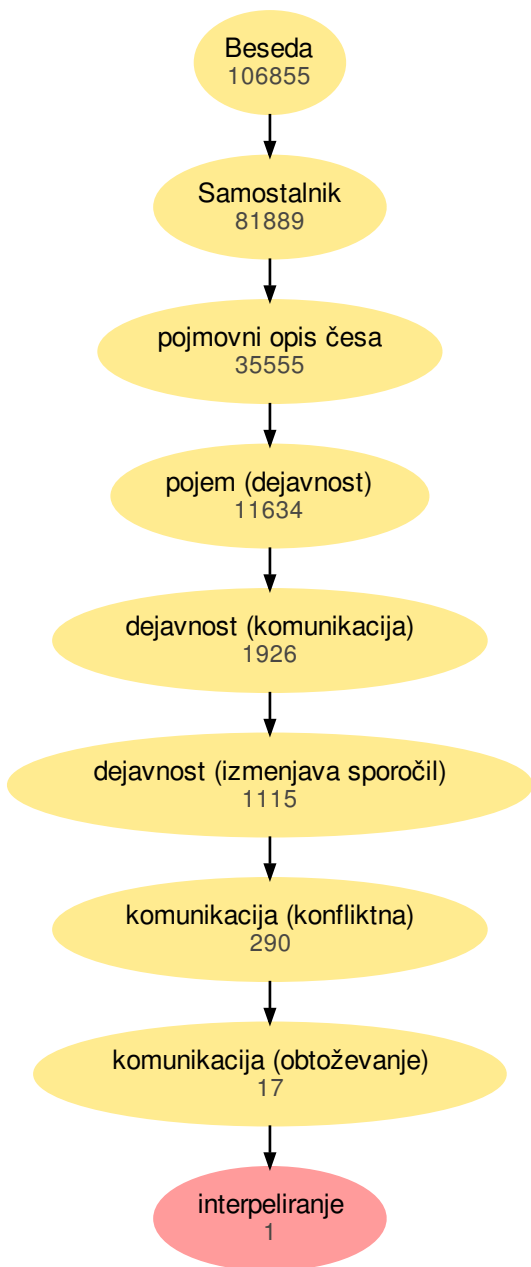 Beseda
106855
Samostalnik
81889
pojmovni opis česa
35555
pojem (dejavnost)
11634
dejavnost (komunikacija)
1926
dejavnost (izmenjava sporočil)
1115
komunikacija (konfliktna)
290
komunikacija (obtoževanje)
17
interpeliranje
1